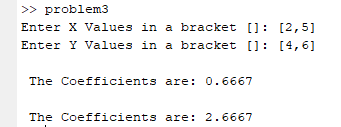 >> problem3
Enter X Values in a bracket []: [2,5]
Enter Y Values in a bracket []: [4,6]
The Coefficients are: 0.6667
The Coefficients are: 2.6667